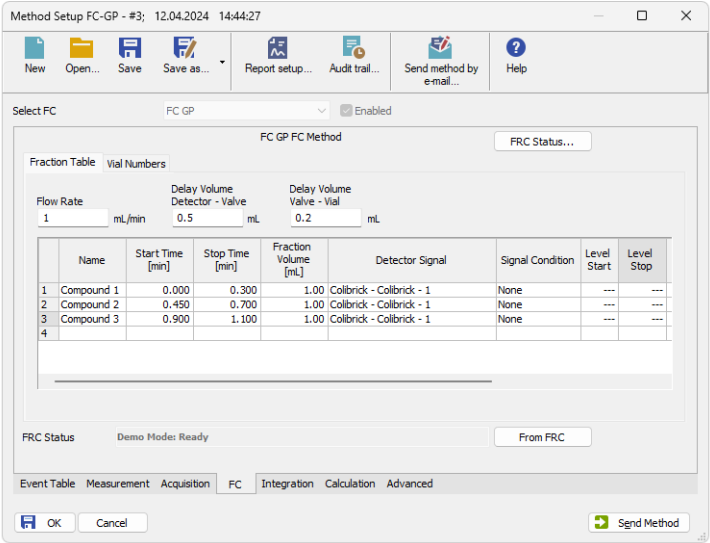 Method Setup FC-GP - #3;   12.04.2024   14:44:27
New Open... Save Save as... Report setup... Audit trail... Send method by e-mail... Help
Select FC FC GP Enabled
FC GP FC Method FRC Status...
Fraction Table Vial Numbers
Flow Rate Delay Volume Detector - Valve Delay Volume Valve - Vial
1 mL/min 0.5 mL 0.2 mL
Name Start Time [min] Stop Time [min] Fraction Volume [mL] Detector Signal Signal Condition Level Start Level Stop
1 Compound 1 0.000 0.300 1.00 Colibrick - Colibrick - 1 None --- ---
2 Compound 2 0.450 0.700 1.00 Colibrick - Colibrick - 1 None --- ---
3 Compound 3 0.900 1.100 1.00 Colibrick - Colibrick - 1 None --- ---
4
FRC Status Demo Mode: Ready From FRC
Event Table Measurement Acquisition FC Integration Calculation Advanced
OK Cancel Send Method